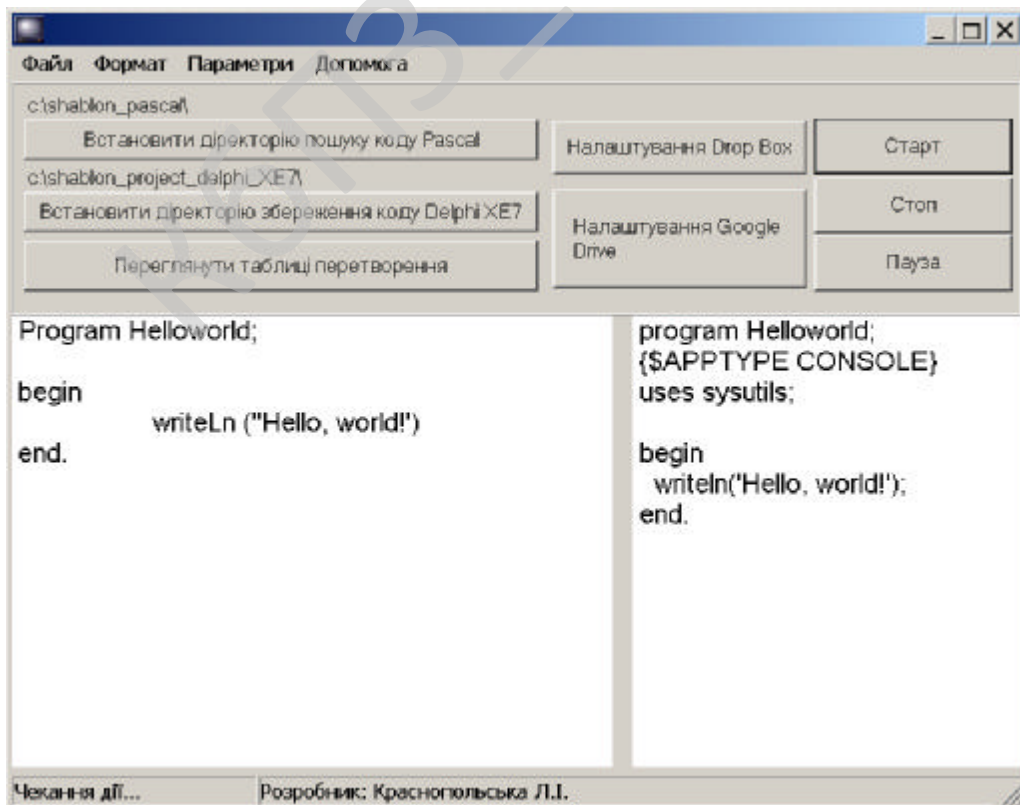 Файл Формат Параметри Допомога
c:\shablon_pascal\
Встановити діректорію пошуку коду Pascal
c:\shablon_project_delphi_XE7\
Встановити діректорію збереження коду Delphi XE7
Переглянути таблиці перетворення
Налаштування Drop Box
Налаштування Google
Drive
Старт
Стоп
Пауза
Program Helloworld;
begin
writeLn ("Hello, world!')
end.
program Helloworld;
{$APPTYPE CONSOLE}
uses sysutils;
begin
writeln('Hello, world!');
end.
Чекання дії...
Розробник: Краснопольська Л.І.
КбПЗ_